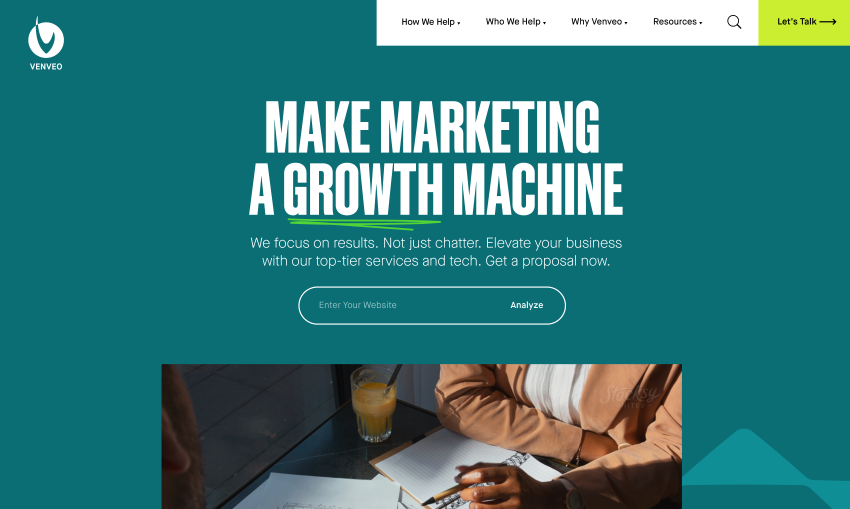 VENVEO
How We Help
Who We Help
Why Venveo
Resources
Let's Talk
MAKE MARKETING
A GROWTH MACHINE
We focus on results. Not just chatter. Elevate your business
with our top-tier services and tech. Get a proposal now.
Enter Your Website
Analyze
Stocksy